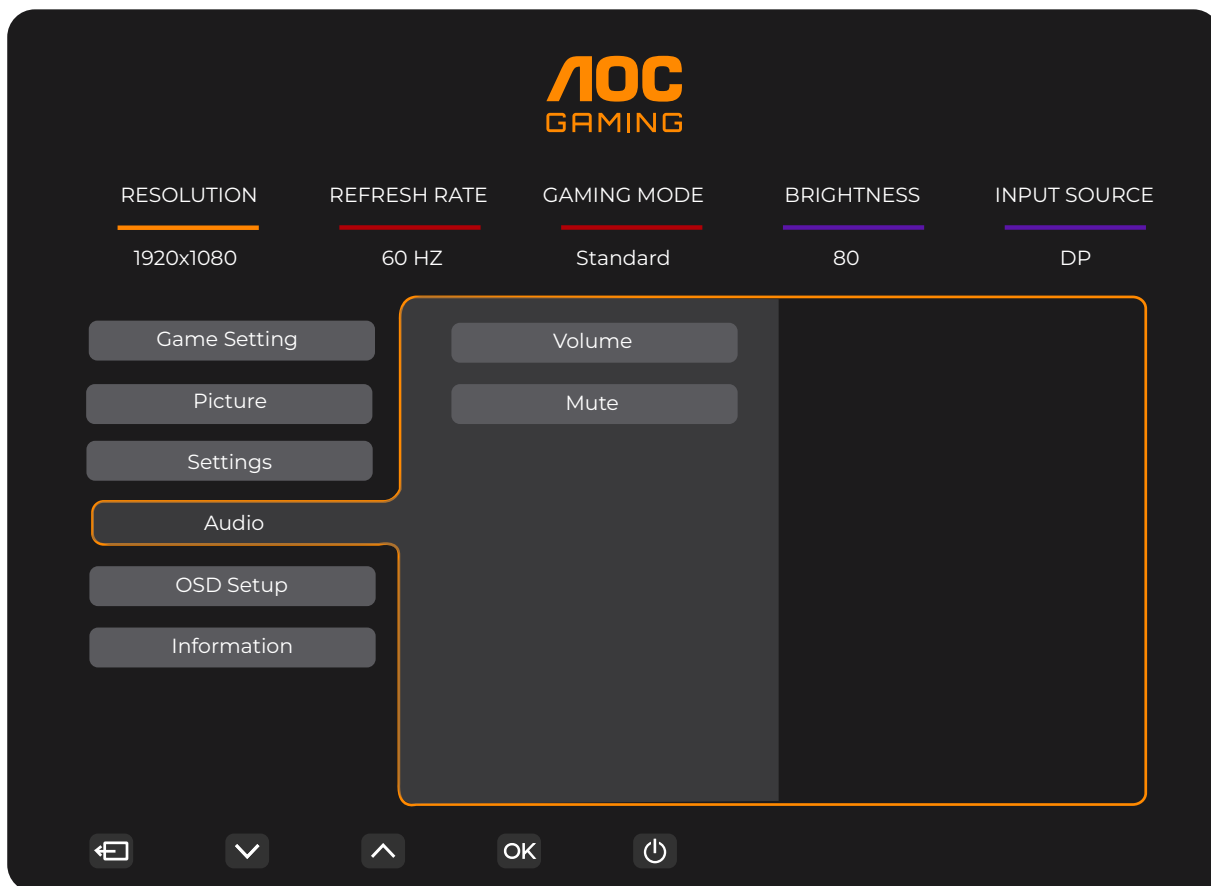 AOC
GAMING
RESOLUTION REFRESH RATE GAMING MODE BRIGHTNESS INPUT SOURCE
1920x1080 60 HZ Standard 80 DP
Game Setting Volume
Picture Mute
Settings
Audio
OSD Setup
Information
OK